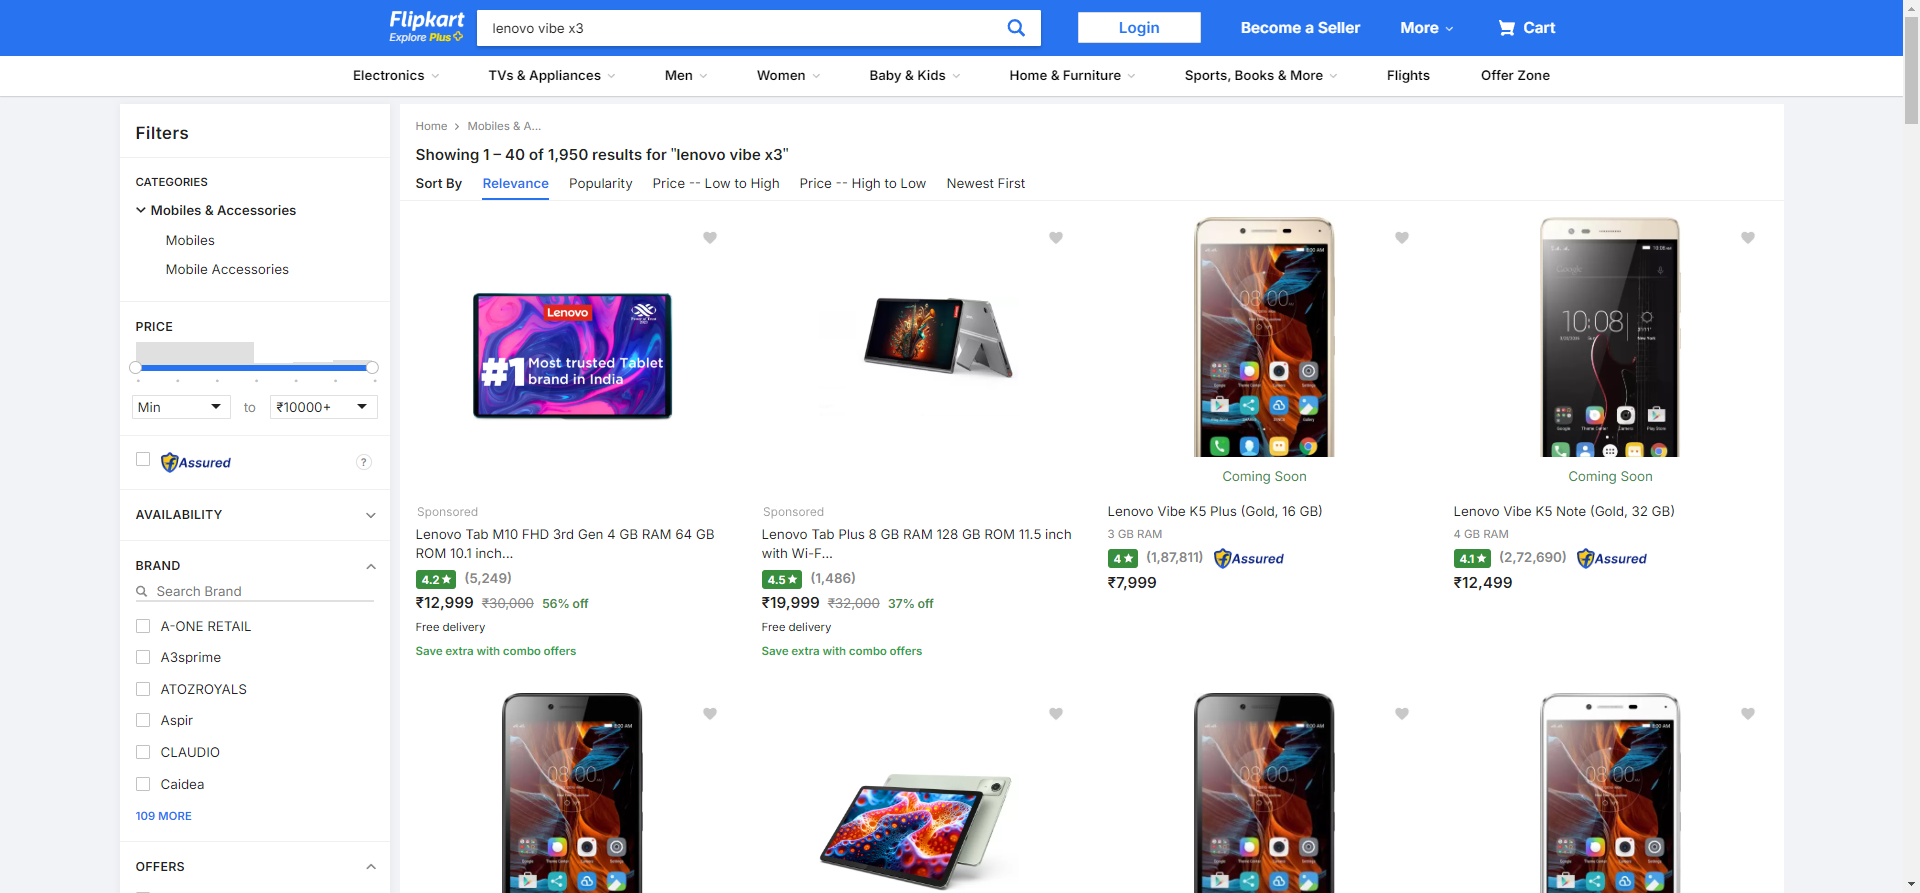 Flipkart
Explore Plus
lenovo vibe x3
Login
Become a Seller
More
Cart
Electronics
TVs & Appliances
Men
Women
Baby & Kids
Home & Furniture
Sports, Books & More
Flights
Offer Zone
Filters
CATEGORIES
Mobiles & Accessories
Mobiles
Mobile Accessories
PRICE
Min
to
₹10000+
Assured
?
AVAILABILITY
BRAND
Search Brand
A-ONE RETAIL
A3sprime
ATOZROYALS
Aspir
CLAUDIO
Caidea
109 MORE
OFFERS
Home
Mobiles & A...
Showing 1 – 40 of 1,950 results for "lenovo vibe x3"
Sort By
Relevance
Popularity
Price -- Low to High
Price -- High to Low
Newest First
Lenovo
#1 Most trusted Tablet
brand in India
Sponsored
Lenovo Tab M10 FHD 3rd Gen 4 GB RAM 64 GB
ROM 10.1 inch...
4.2 ★ (5,249)
₹12,999 ₹30,000 56% off
Free delivery
Save extra with combo offers
Sponsored
Lenovo Tab Plus 8 GB RAM 128 GB ROM 11.5 inch
with Wi-F...
4.5 ★ (1,486)
₹19,999 ₹32,000 37% off
Free delivery
Save extra with combo offers
08:00
Coming Soon
Lenovo Vibe K5 Plus (Gold, 16 GB)
3 GB RAM
4 ★ (1,87,811) Assured
₹7,999
Google
10:08
Coming Soon
Lenovo Vibe K5 Note (Gold, 32 GB)
4 GB RAM
4.1 ★ (2,72,690) Assured
₹12,499
08:00
08:00
08:00